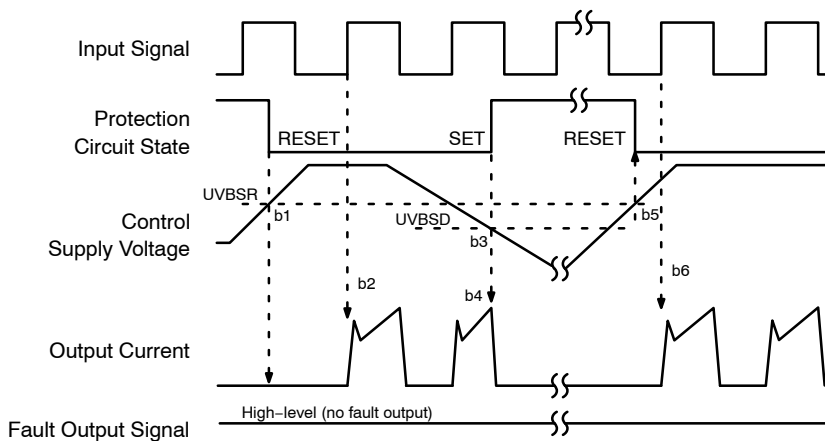 Input Signal
Protection
Circuit State
RESET
SET
RESET
UVBSR
b1
UVBSD
b3
b5
Control
Supply Voltage
b2
b4
b6
Output Current
High−level (no fault output)
Fault Output Signal